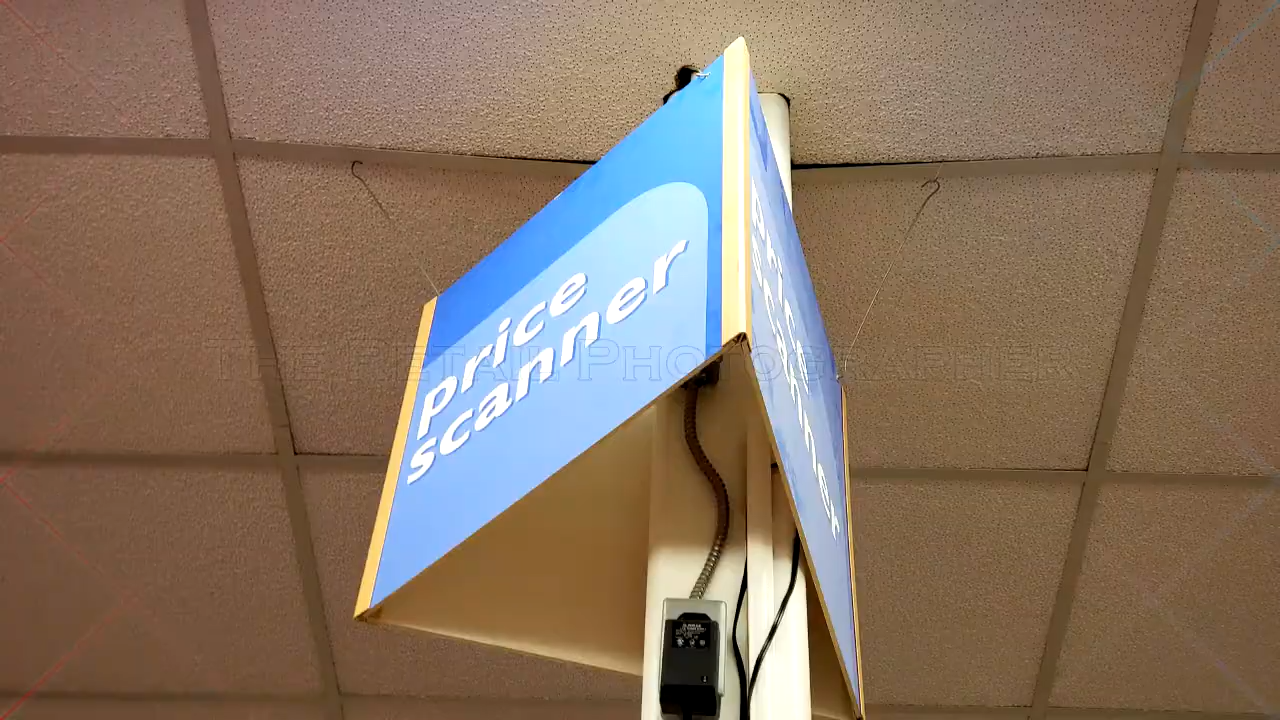 price
scanner
price
scanner
The Retail Photographer